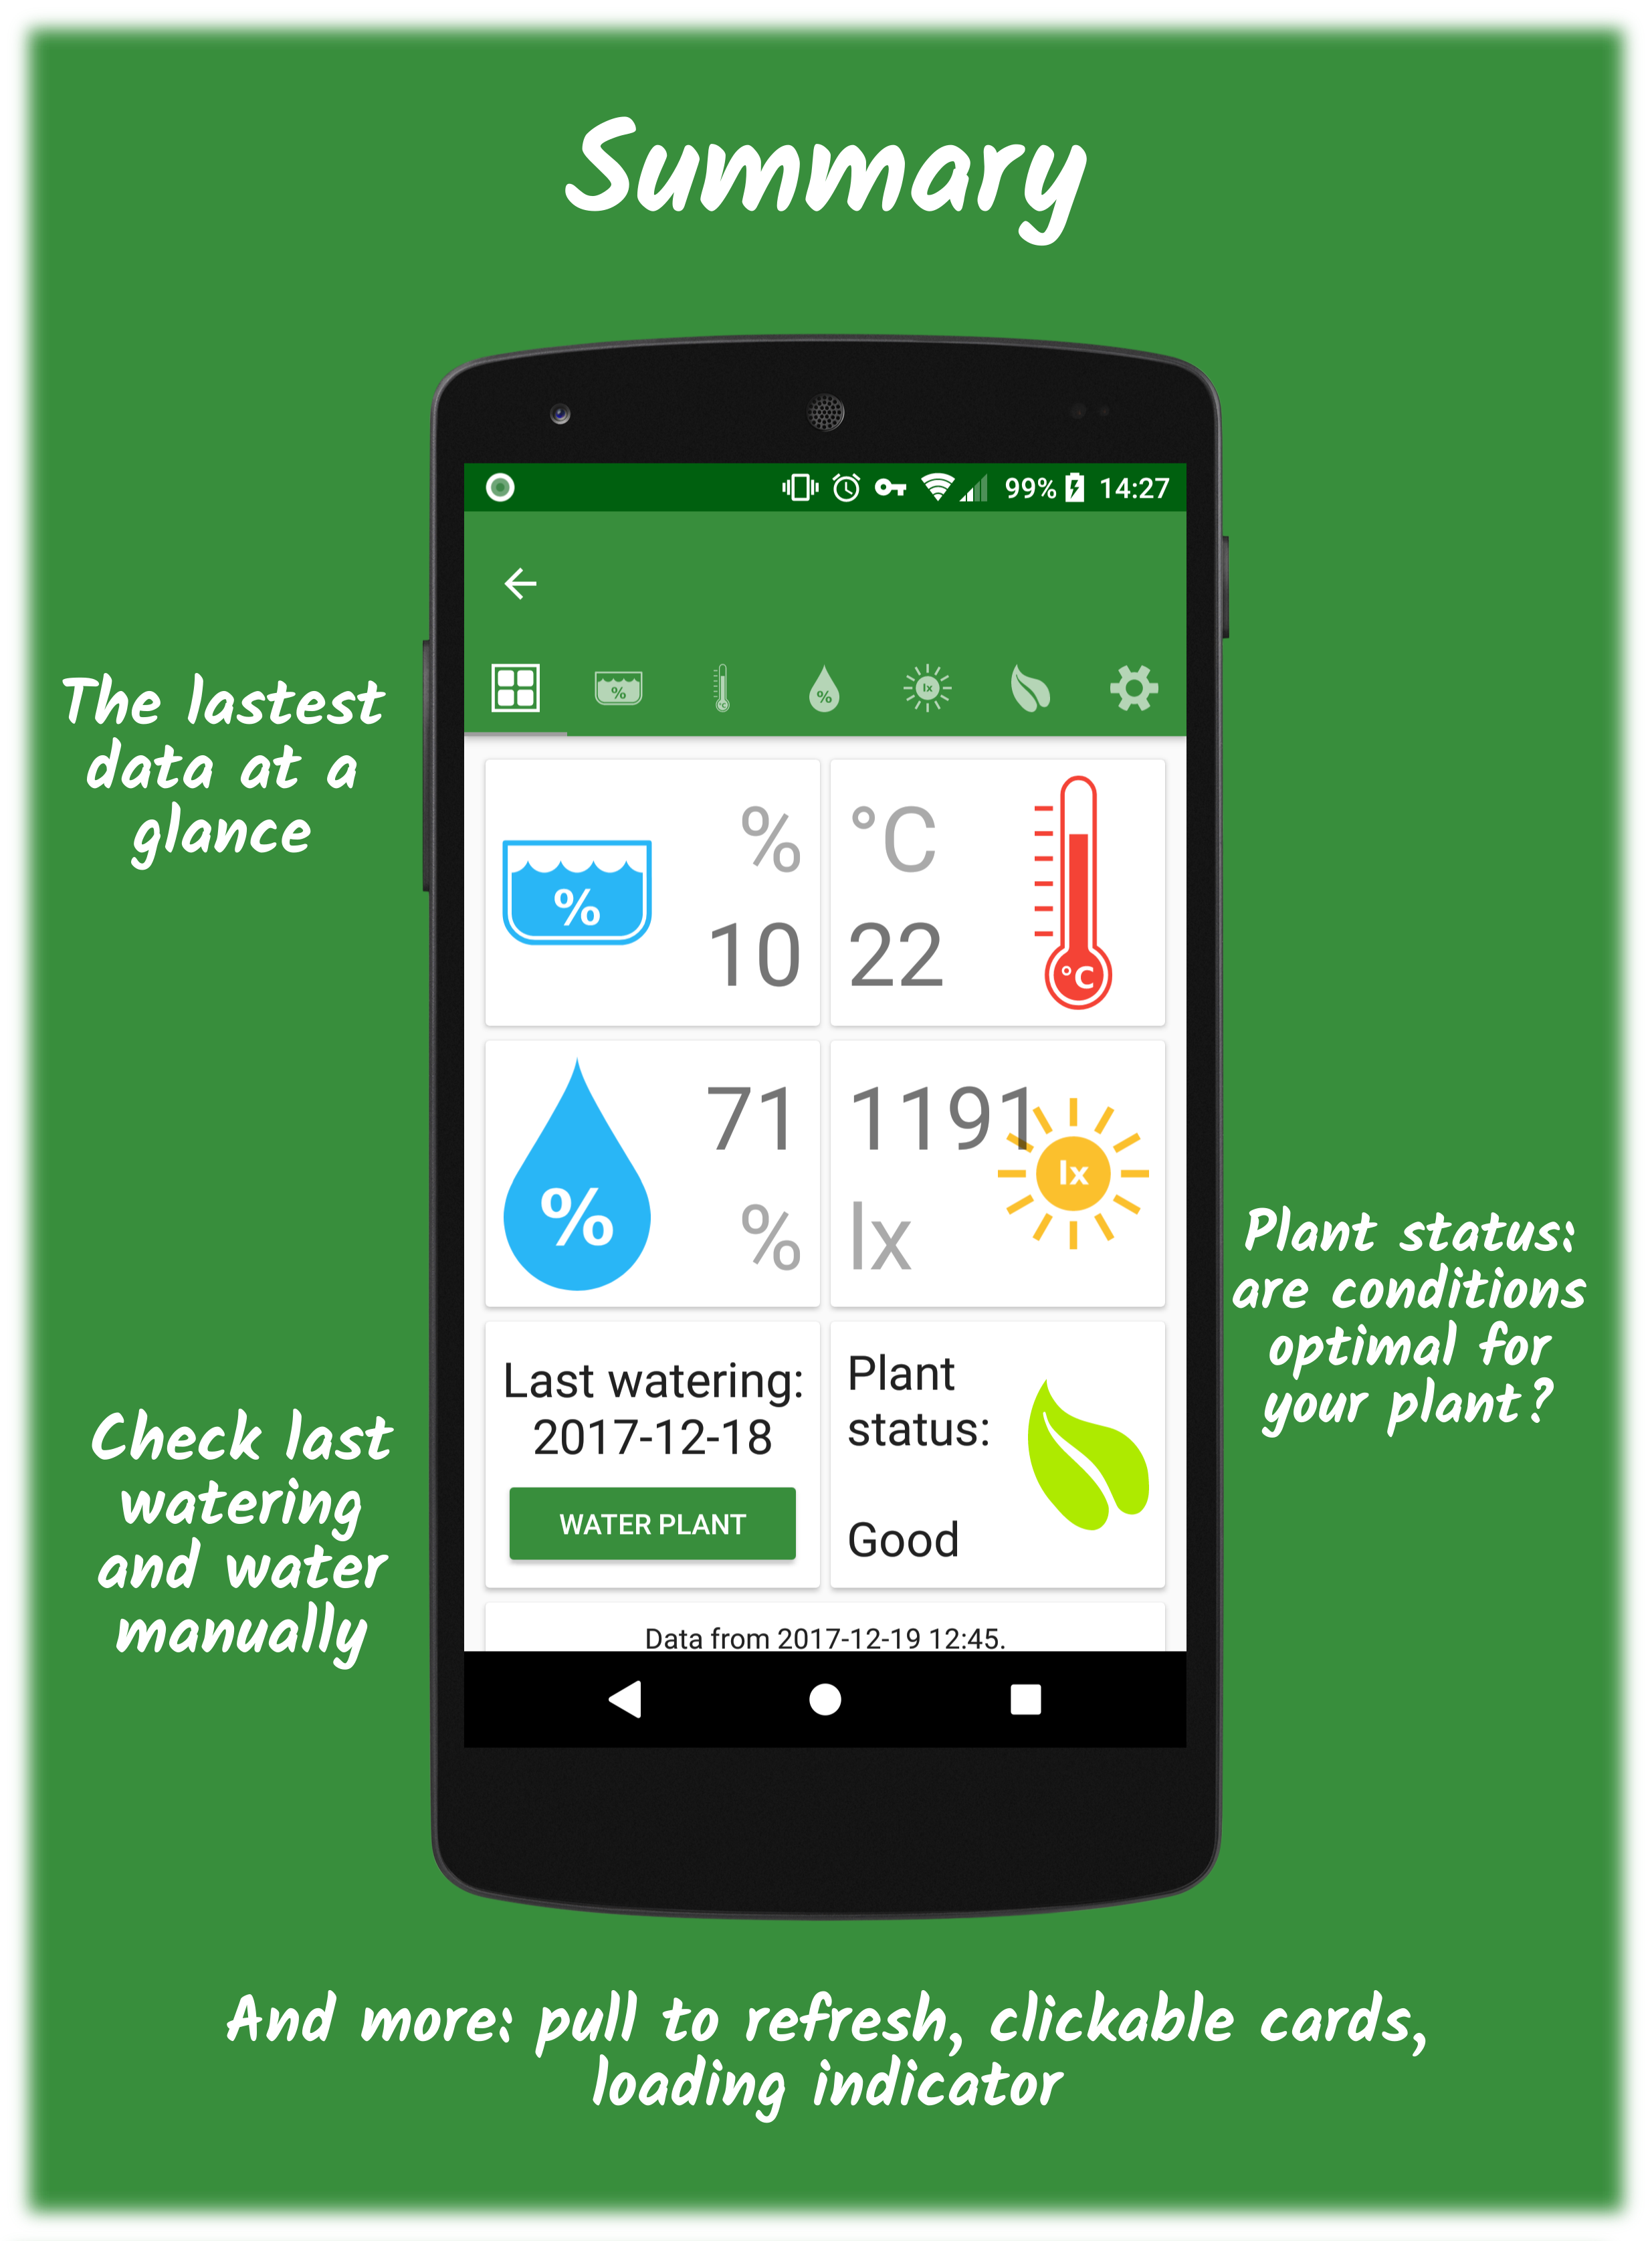 Summary
99% 14:27
The lastest
data at a
glance
%
%
10
°C
22
°C
%
71
%
1191
lx
lx
Plant status:
are conditions
optimal for
your plant?
Last watering:
2017-12-18
WATER PLANT
Plant
status:
Good
Check last
watering
and water
manually
Data from 2017-12-19 12:45.
And more: pull to refresh, clickable cards,
loading indicator